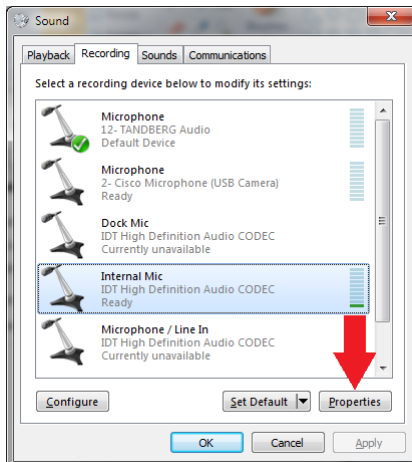 Sound
Playback Recording Sounds Communications
Select a recording device below to modify its settings:
Microphone
12- TANDBERG Audio
Default Device
Microphone
2- Cisco Microphone (USB Camera)
Ready
Dock Mic
IDT High Definition Audio CODEC
Currently unavailable
Internal Mic
IDT High Definition Audio CODEC
Ready
Microphone / Line In
IDT High Definition Audio CODEC
Currently unavailable
Configure Set Default Properties
OK Cancel Apply